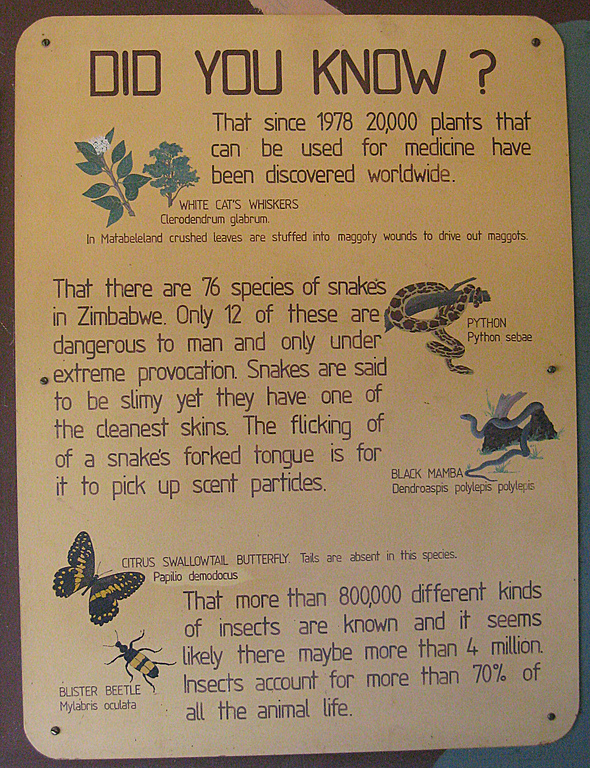 DID YOU KNOW ?
That since 1978 20,000 plants that
can be used for medicine have
been discovered worldwide.
WHITE CAT'S WHISKERS
Clerodendrum glabrum.
In Matabeleland crushed leaves are stuffed into maggoty wounds to drive out maggots.
That there are 76 species of snakes
in Zimbabwe. Only 12 of these are
dangerous to man and only under
extreme provocation. Snakes are said
to be slimy yet they have one of
the cleanest skins. The flicking of
of a snake's forked tongue is for
it to pick up scent particles.
PYTHON
Python sebae
BLACK MAMBA
Dendroaspis polylepis polylepis
CITRUS SWALLOWTAIL BUTTERFLY. Tails are absent in this species.
Papilio demodocus
That more than 800,000 different kinds
of insects are known and it seems
likely there maybe more than 4 million.
Insects account for more than 70% of
all the animal life.
BLISTER BEETLE
Mylabris oculata